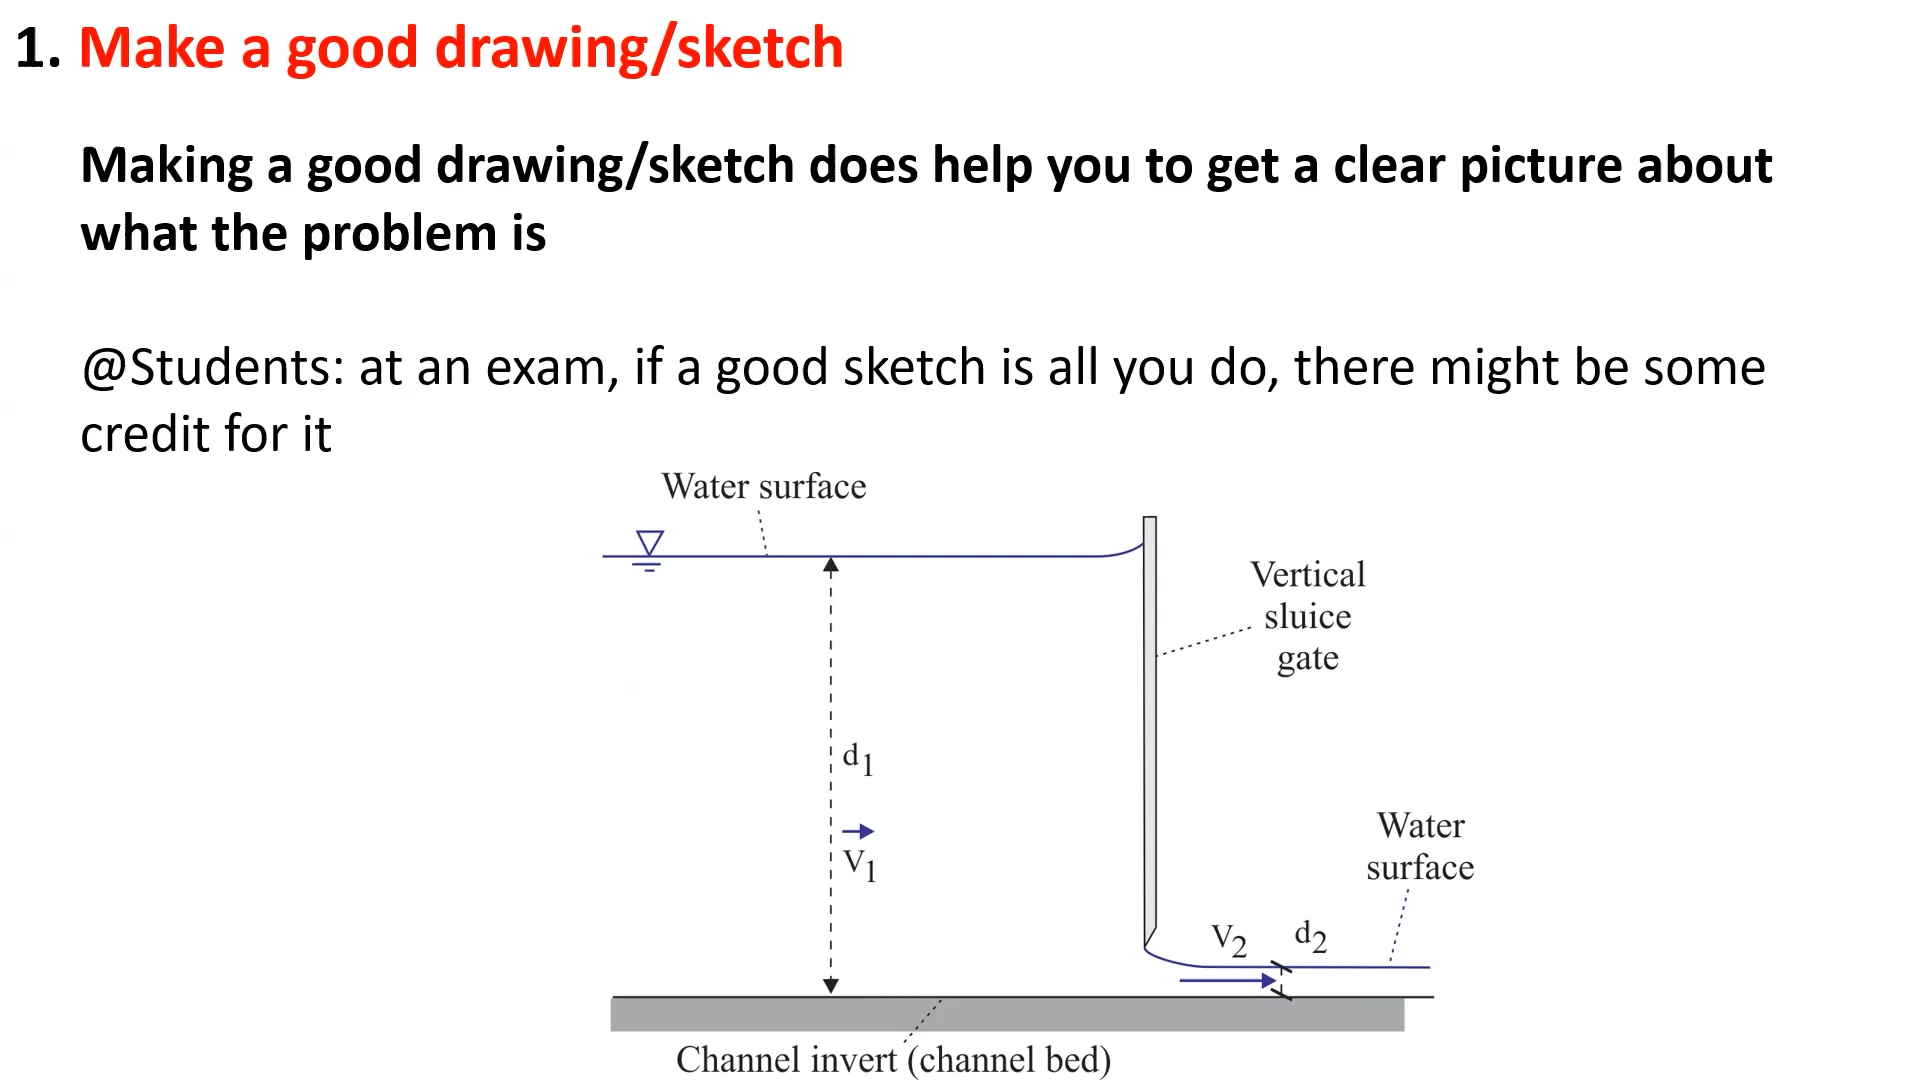 1. Make a good drawing/sketch
Making a good drawing/sketch does help you to get a clear picture about
what the problem is
@Students: at an exam, if a good sketch is all you do, there might be some
credit for it
Water surface
Vertical
sluice
gate
d1
V1
Water
surface
V2 d2
Channel invert (channel bed)